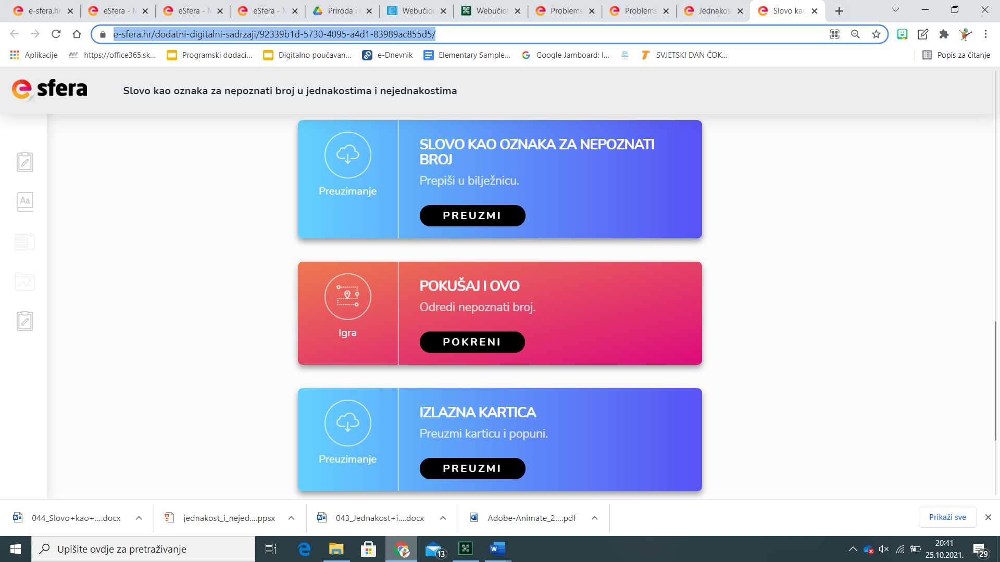 e-sfera.hr
eSfera - M
eSfera - M
eSfera - M
Priroda i
Webučion
Webučion
Problems
Problems
Jednakos
Slovo kao
e-sfera.hr/dodatni-digitalni-sadrzaji/92339b1d-5730-4095-a4d1-83989ac855d5/
Aplikacije
https://office365.sk...
Programski dodaci...
Digitalno poučavan...
e-Dnevnik
Elementary Sample...
Google Jamboard: I...
SVJETSKI DAN ČOK...
Popis za čitanje
e sfera
Slovo kao oznaka za nepoznati broj u jednakostima i nejednakostima
Aa
Preuzimanje
SLOVO KAO OZNAKA ZA NEPOZNATI
BROJ
Prepiši u bilježnicu.
PREUZMI
Igra
POKUŠAJ I OVO
Odredi nepoznati broj.
POKRENI
Preuzimanje
IZLAZNA KARTICA
Preuzmi karticu i popuni.
PREUZMI
044_Slovo+kao+....docx
jednakost_i_nejed....ppsx
043_Jednakost+i....docx
Adobe-Animate_2....pdf
Prikaži sve
Upišite ovdje za pretraživanje
13
20:41
25.10.2021.
29